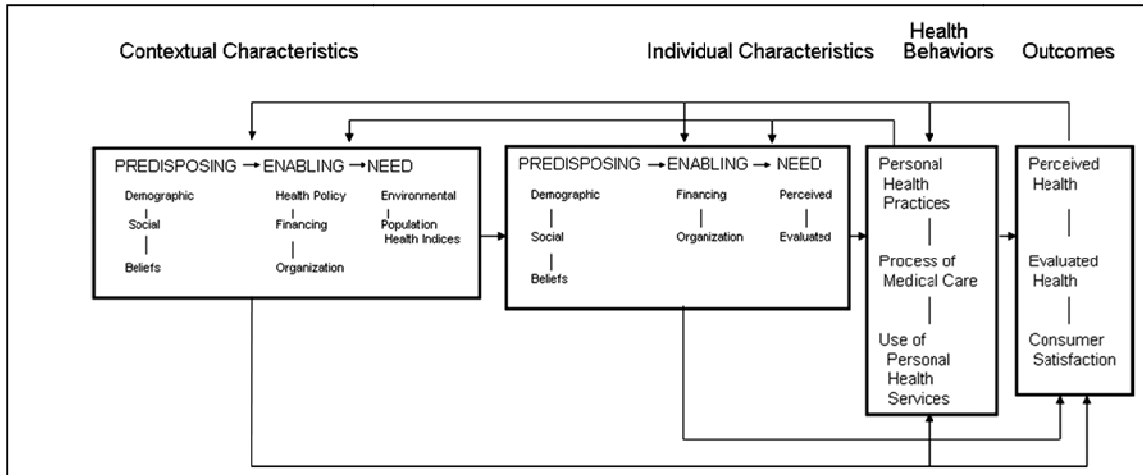 Contextual Characteristics
Individual Characteristics
Health
Behaviors
Outcomes
PREDISPOSING
ENABLING
NEED
Demographic
Social
Beliefs
Health Policy
Financing
Organization
Environmental
Population
Health Indices
PREDISPOSING
ENABLING
NEED
Demographic
Social
Beliefs
Financing
Organization
Perceived
Evaluated
Personal
Health
Practices
Process of
Medical Care
Use of
Personal
Health
Services
Perceived
Health
Evaluated
Health
Consumer
Satisfaction